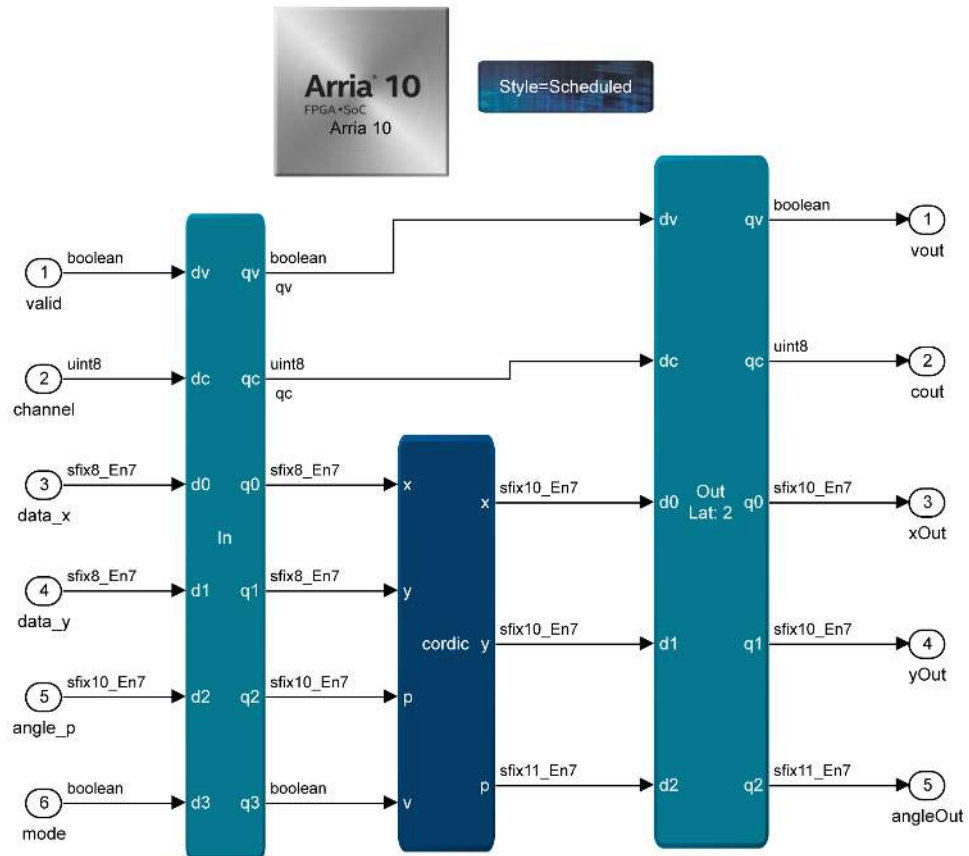 Arria® 10
FPGA•SoC
Arria 10
Style=Scheduled
1
valid
boolean
dv
qv
boolean
qv
dv
qv
boolean
1
vout
2
channel
uint8
dc
qc
uint8
qc
dc
qc
uint8
2
cout
3
data_x
sfix8_En7
d0
q0
sfix8_En7
x
x
sfix10_En7
d0
Out
Lat: 2
q0
sfix10_En7
3
xOut
In
4
data_y
sfix8_En7
d1
q1
sfix8_En7
y
cordic
y
sfix10_En7
d1
q1
sfix10_En7
4
yOut
5
angle_p
sfix10_En7
d2
q2
sfix10_En7
p
p
sfix11_En7
d2
q2
sfix11_En7
5
angleOut
6
mode
boolean
d3
q3
boolean
v